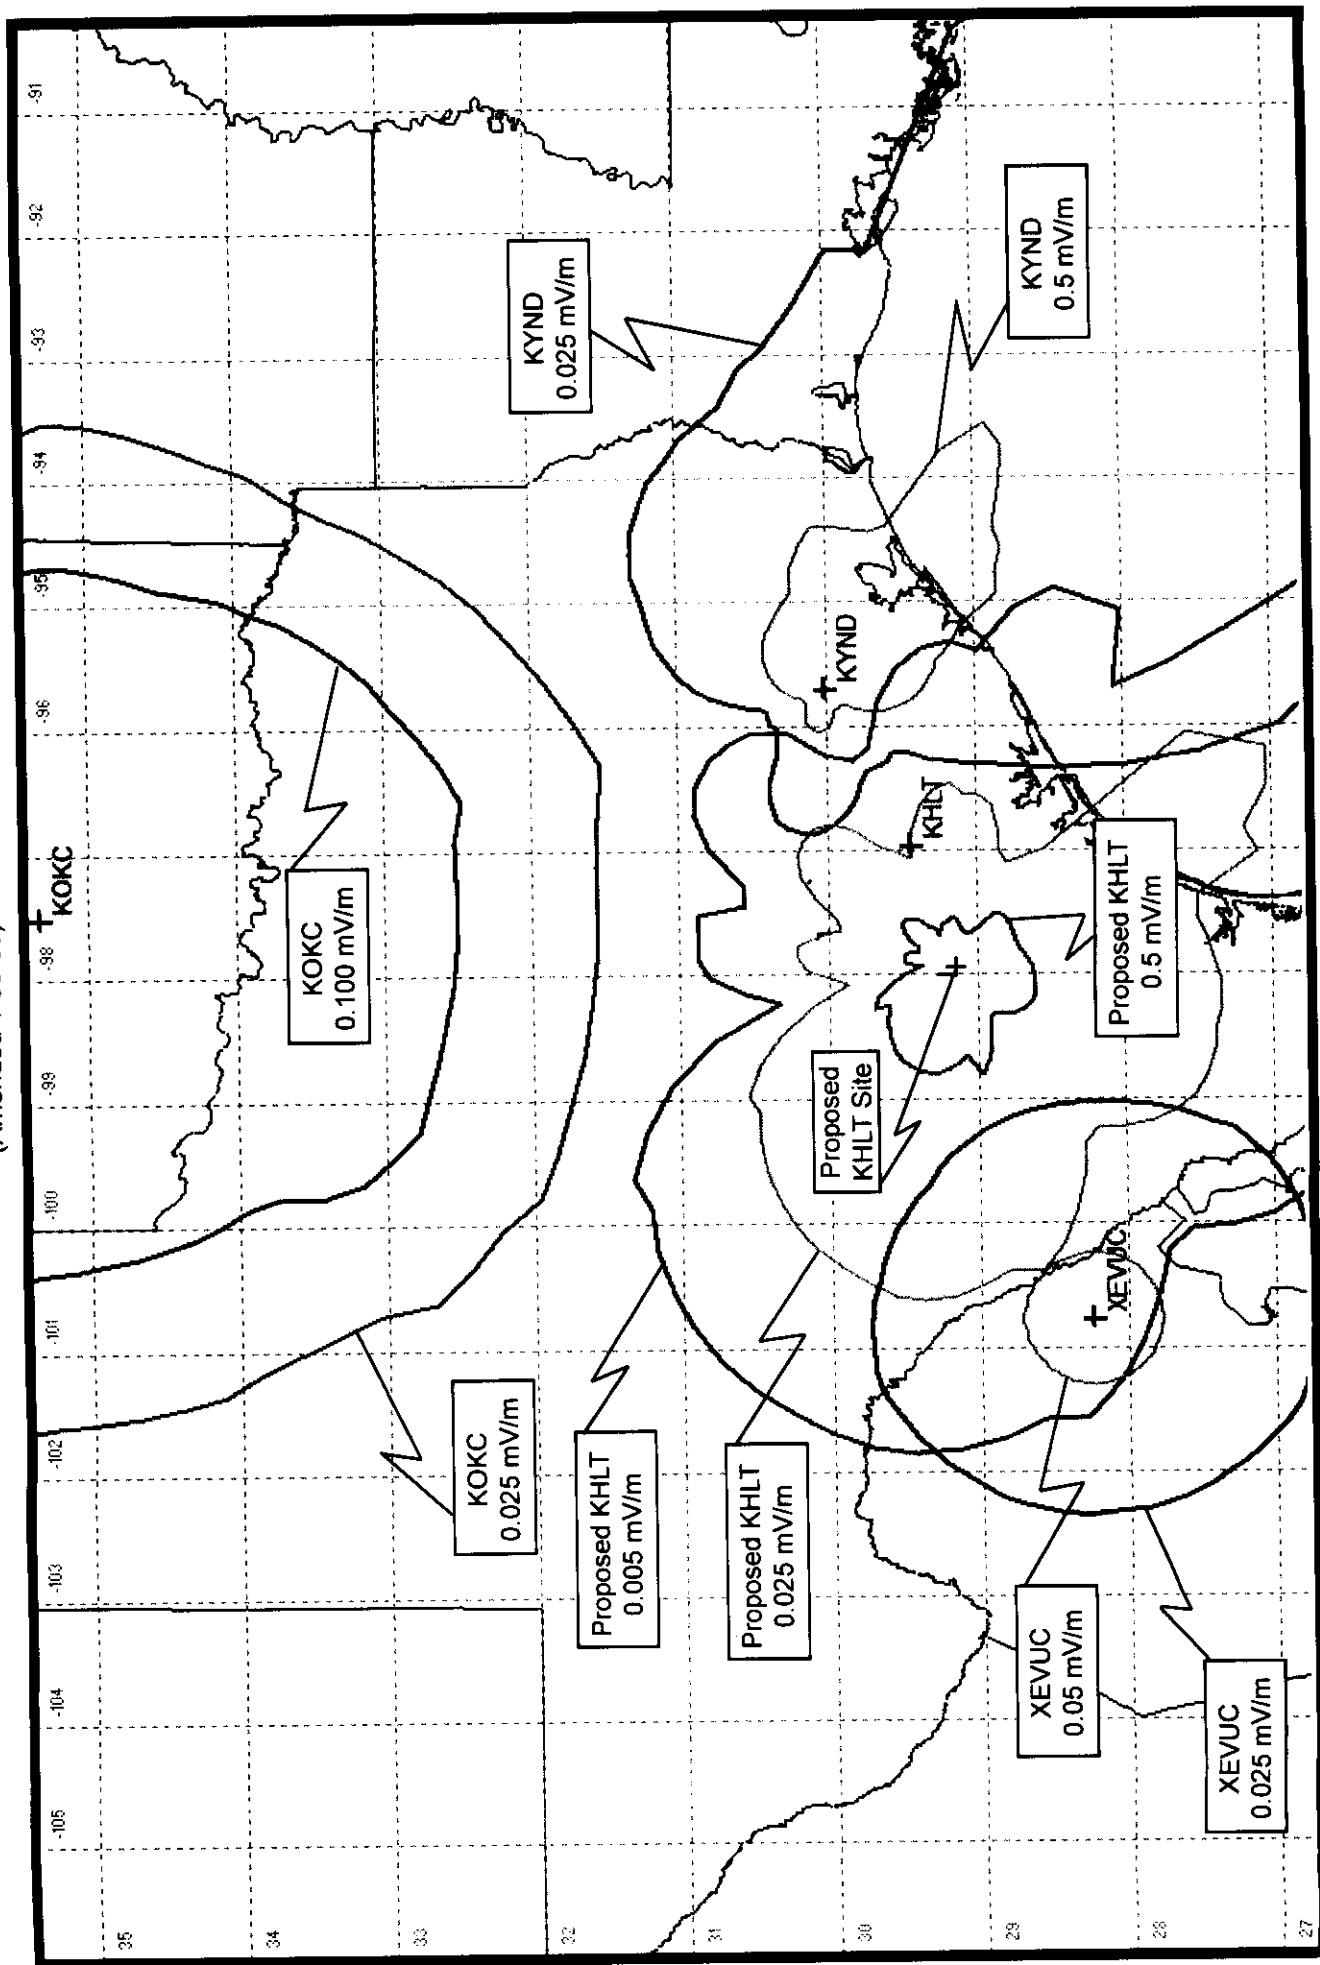 -105
-104
-103
-102
-101
-100
-99
-98
-96
-95
-94
-93
-92
-91
KOKC
35
34
KOKC
0.100 mV/m
33
KOKC
0.025 mV/m
KYND
0.025 mV/m
32
Proposed KHLT
0.005 mV/m
31
Proposed KHLT
0.025 mV/m
Proposed
KHLT Site
KYND
30
KHLT
29
KYND
0.5 mV/m
XEVUC
0.05 mV/m
XEVUC
Proposed KHLT
0.5 mV/m
28
XEVUC
0.025 mV/m
27